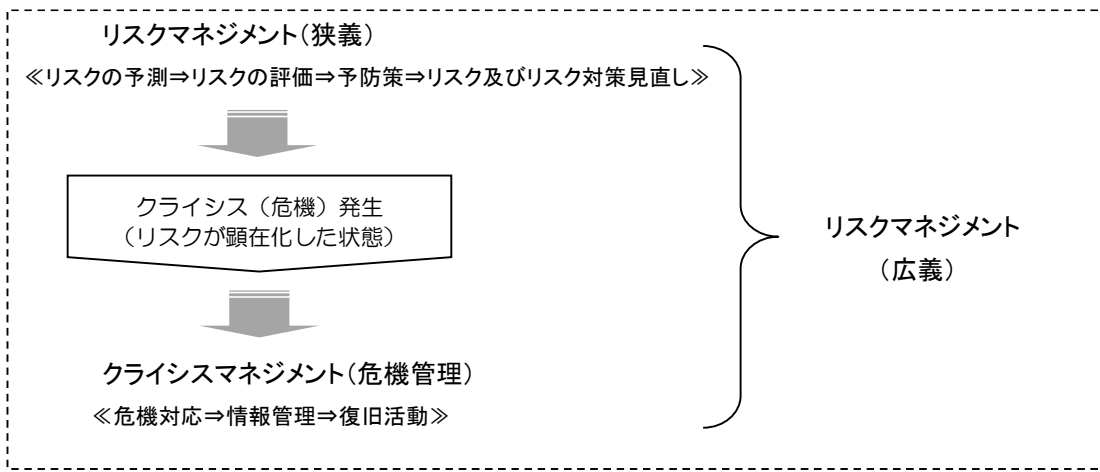 リスクマネジメント(狭義)
≪リスクの予測⇒リスクの評価⇒予防策⇒リスク及びリスク対策見直し≫
クライシス（危機）発生
（リスクが顕在化した状態）
リスクマネジメント
（広義）
クライシスマネジメント(危機管理)
≪危機対応⇒情報管理⇒復旧活動≫